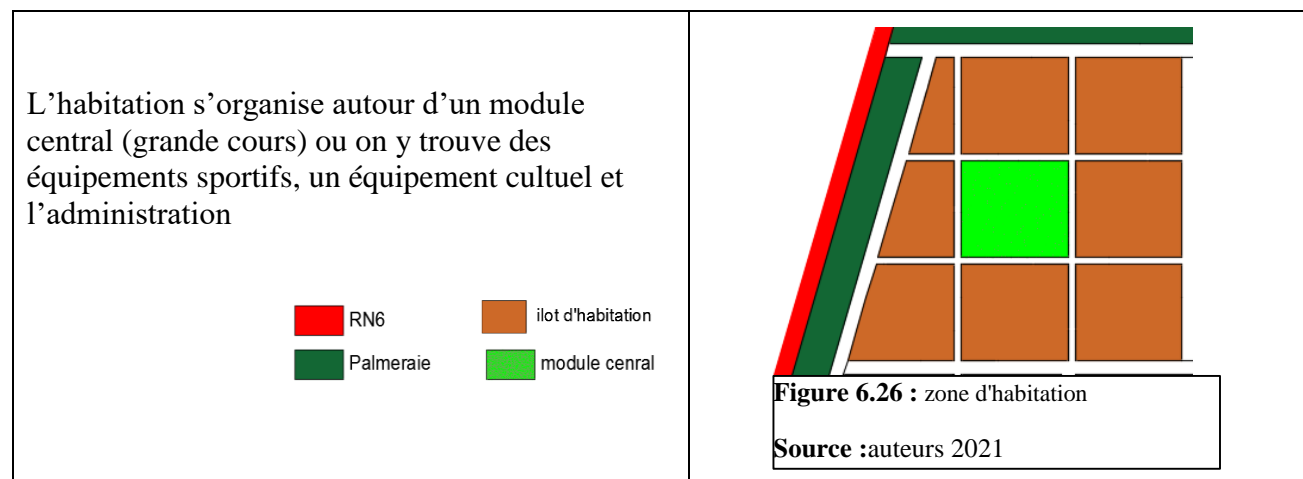 L’habitation s’organise autour d’un module
central (grande cours) ou on y trouve des
équipements sportifs, un équipement cultuel et
l’administration
RN6
ilot d'habitation
Palmeraie
module cenral
Figure 6.26 : zone d'habitation
Source :auteurs 2021